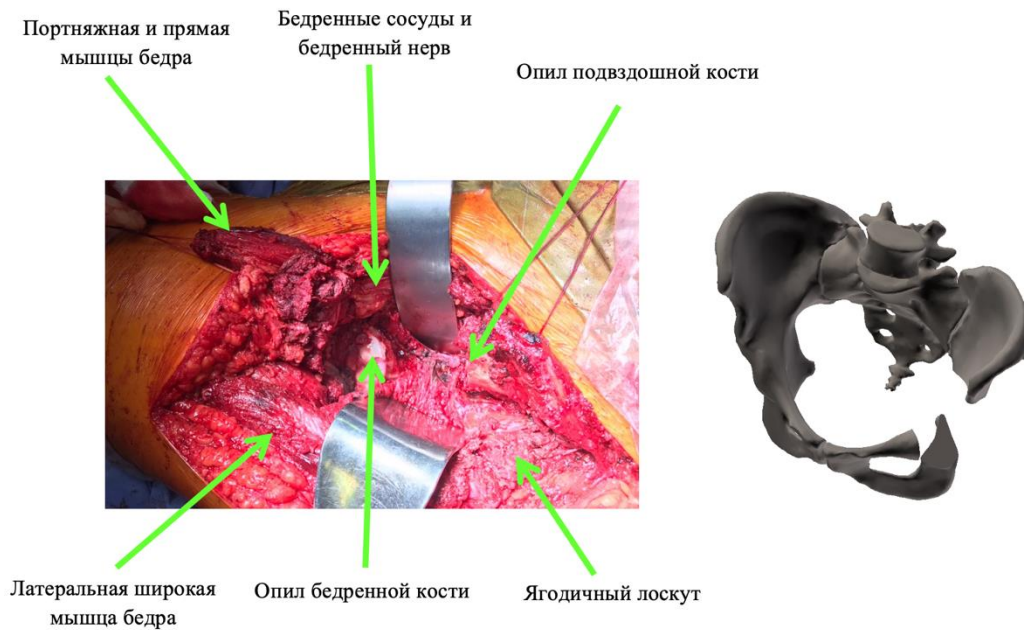 Портняжная и прямая
мышцы бедра
Бедренные сосуды и
бедренный нерв
Опил подвздошной кости
Латеральная широкая
мышца бедра
Опил бедренной кости
Ягодичный лоскут